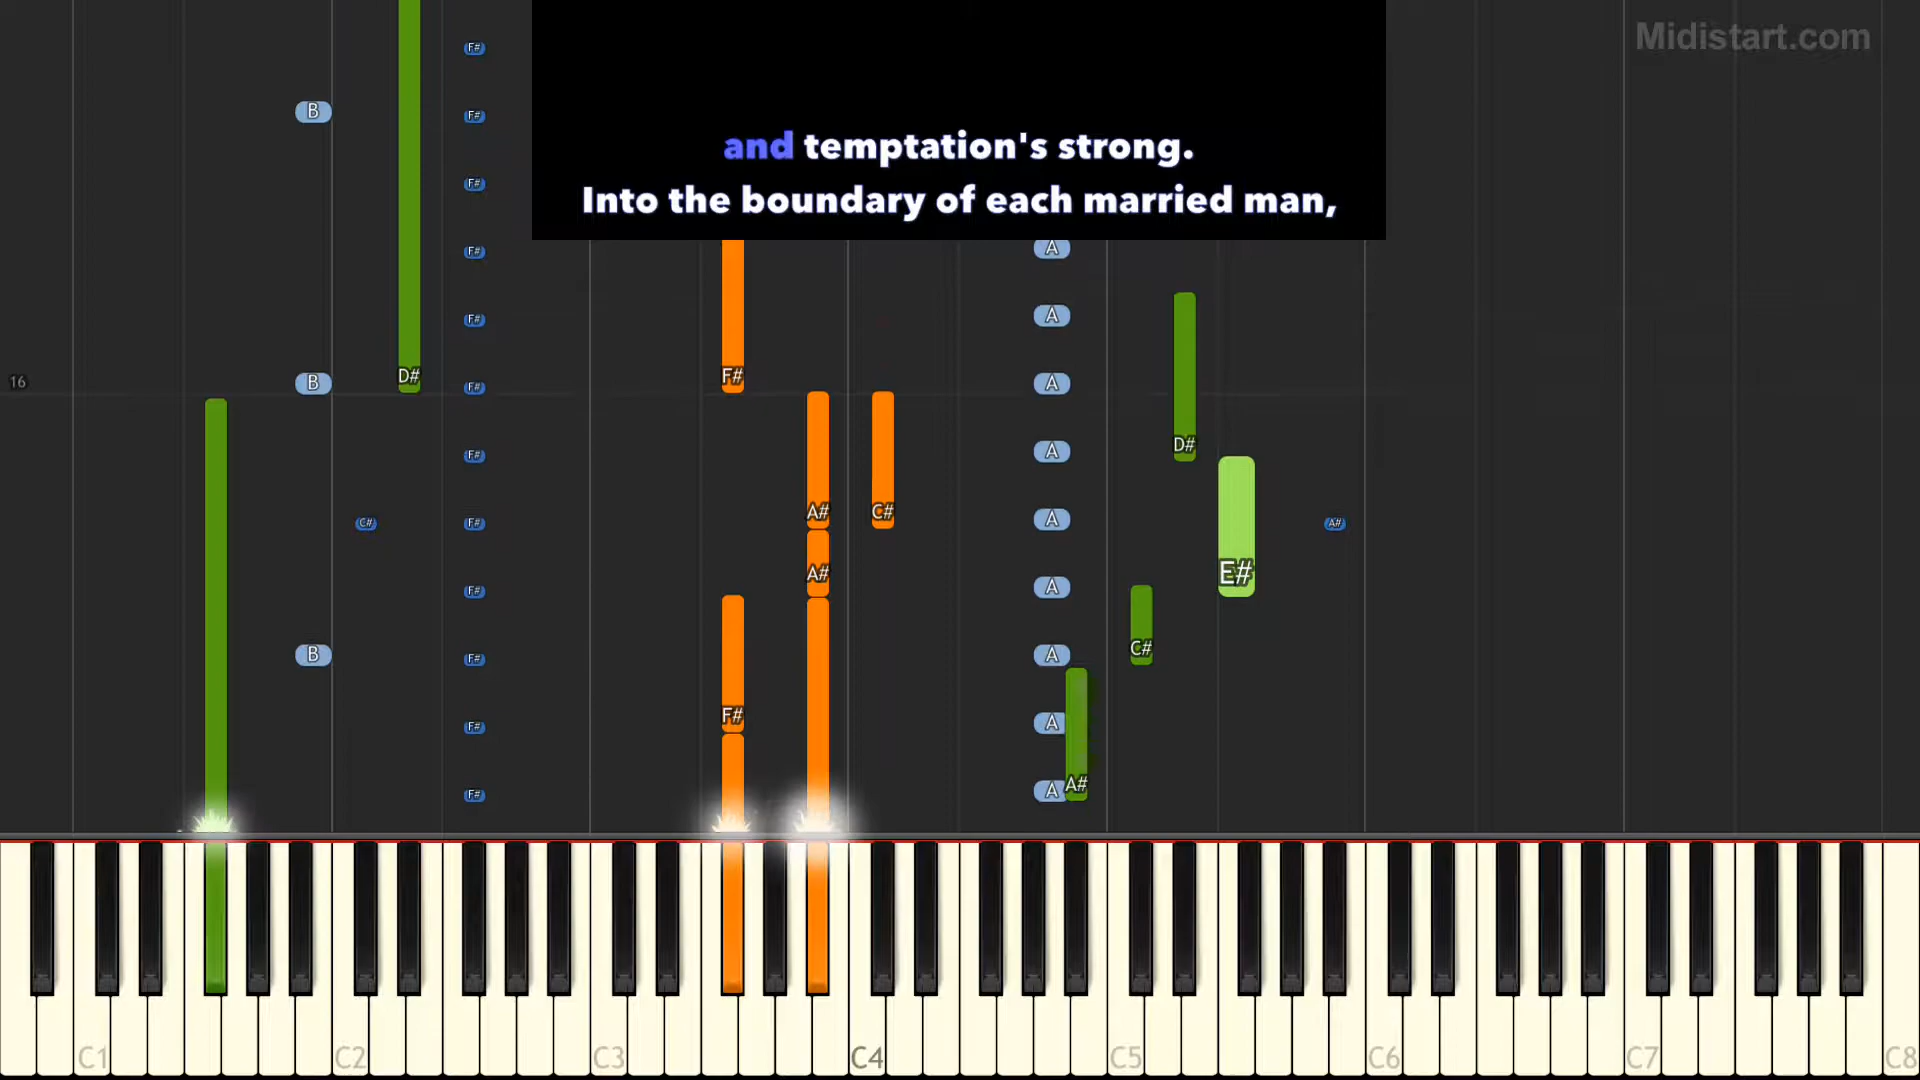 Midistart.com
and temptation's strong.
Into the boundary of each married man,
F#
B
F#
F#
F#
A
F#
A
16
B
D#
F#
F#
A
F#
A
D#
C#
F#
A#
C#
A
A#
F#
A#
A
E#
B
F#
A
C#
F#
F#
A
F#
A
A#
C1
C2
C3
C4
C5
C6
C7
C8